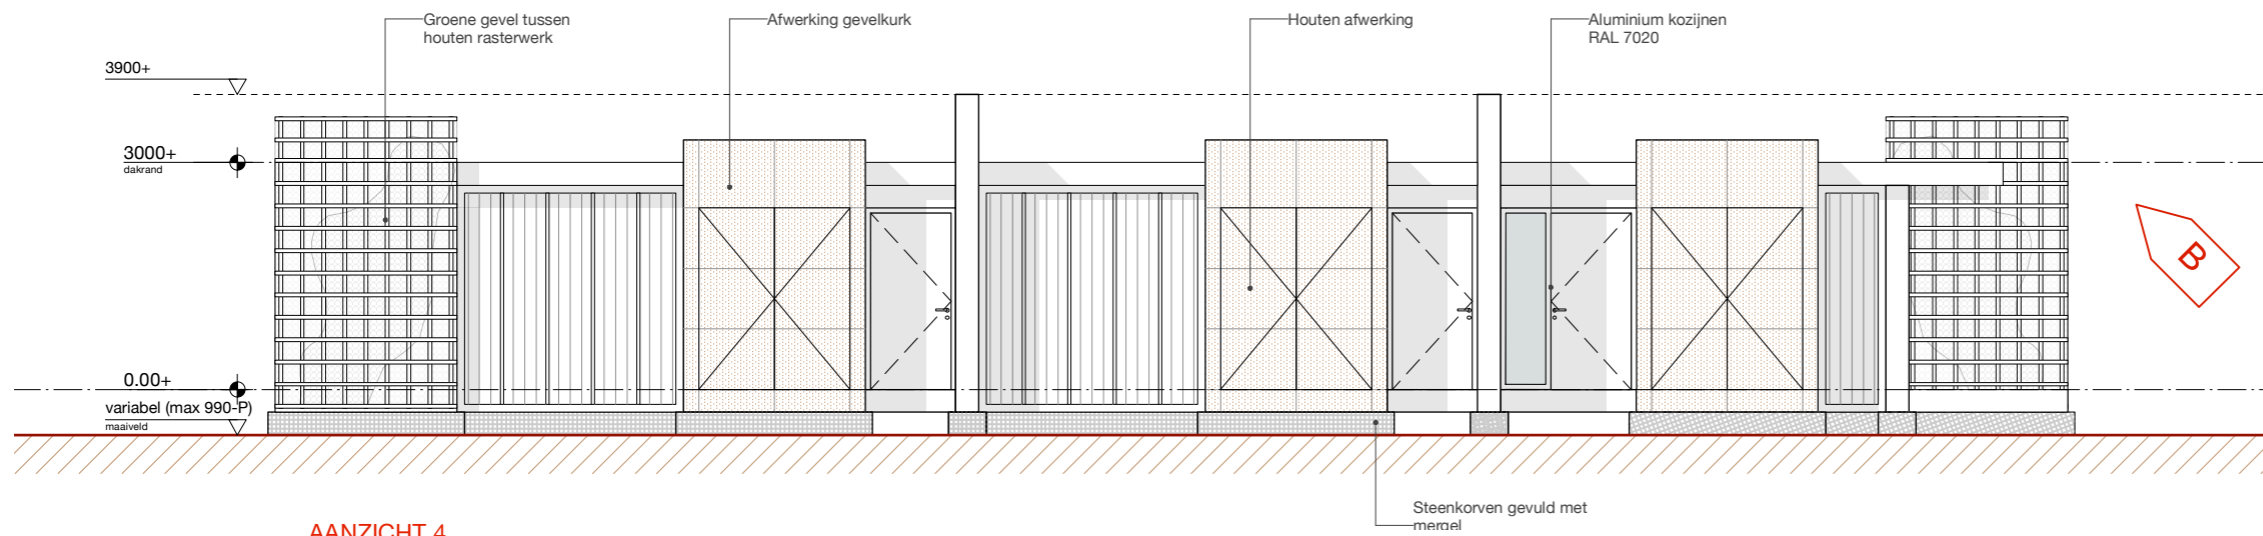 Groene gevel tussen
houten rasterwerk
Afwerking gevelkurk
Houten afwerking
Aluminium kozijnen
RAL 7020
3900+
3000+
dakrand
0.00+
variabel (max 990-P)
maaiveld
B
Steenkorven gevuld met
mergel
AANZICHT 4